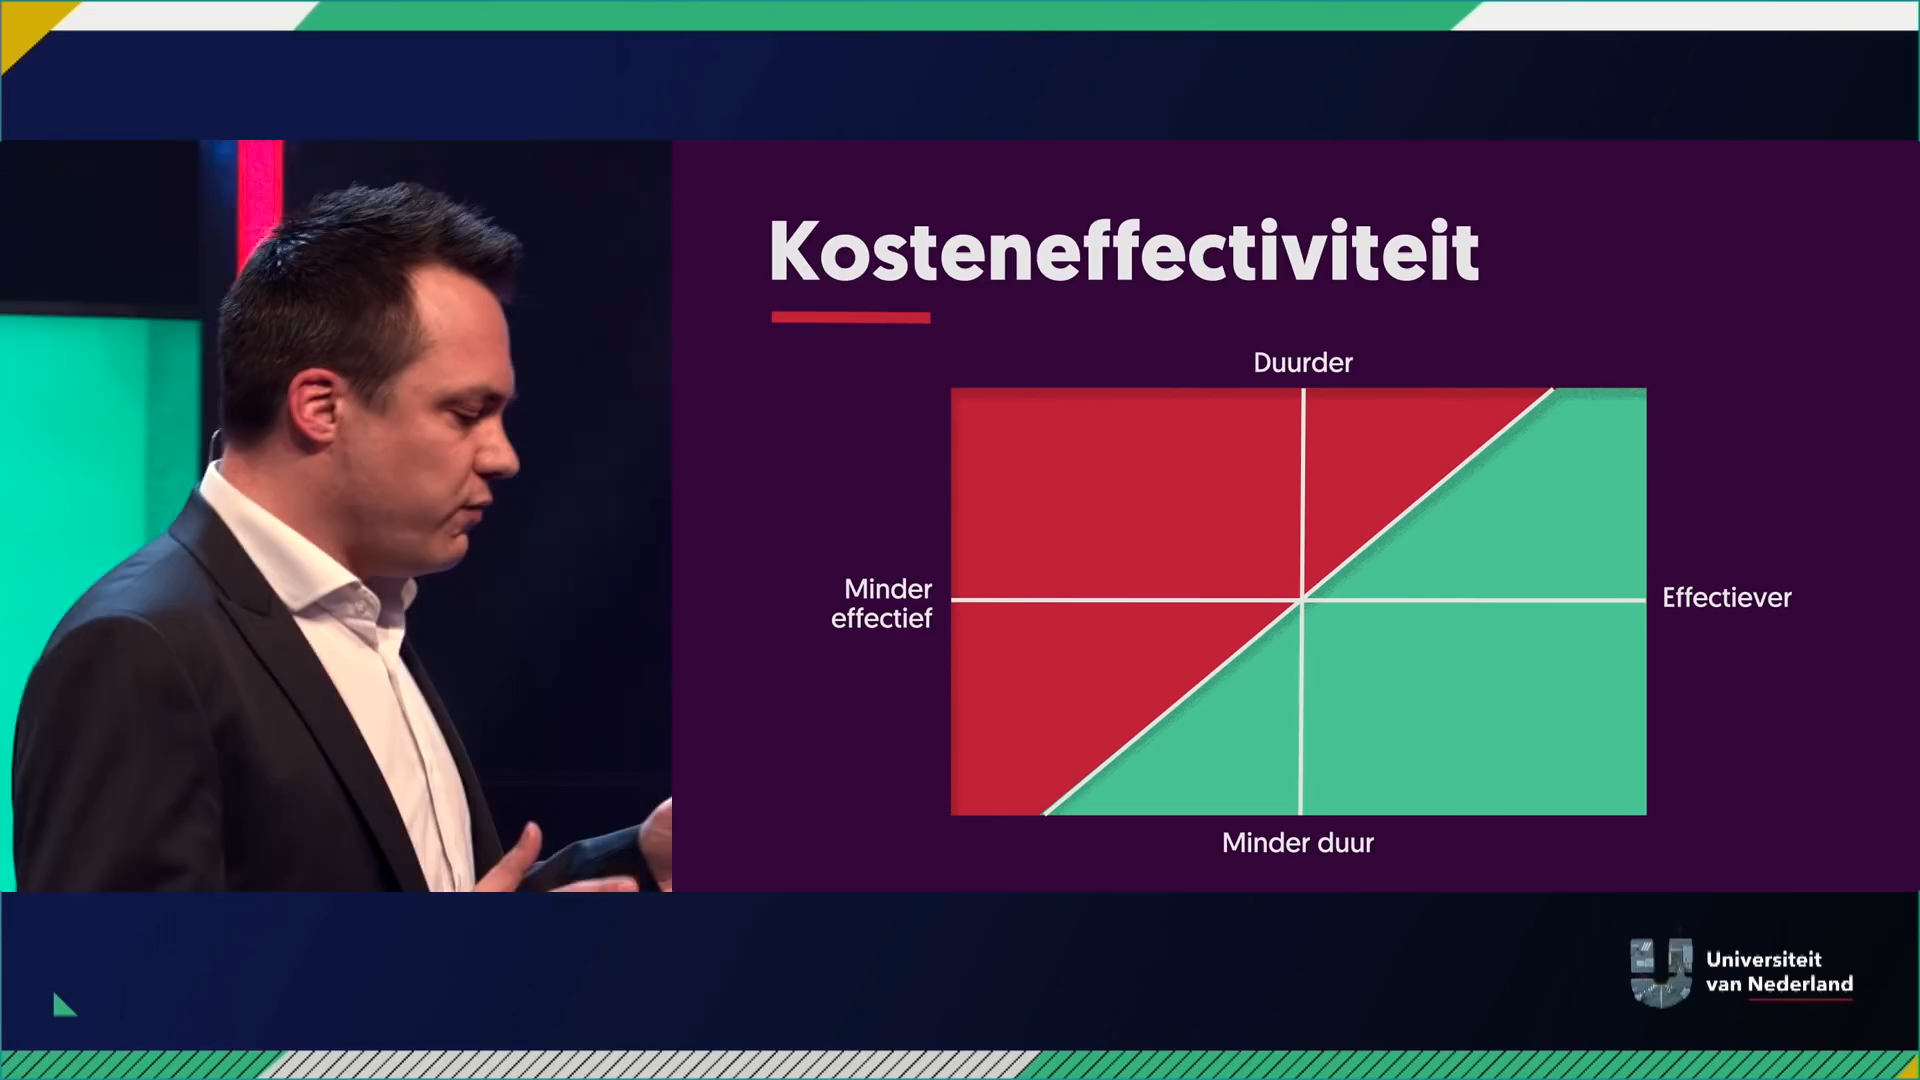 Kosteneffectiviteit
Duurder
Minder
effectief
Effectiever
Minder duur
Universiteit
van Nederland